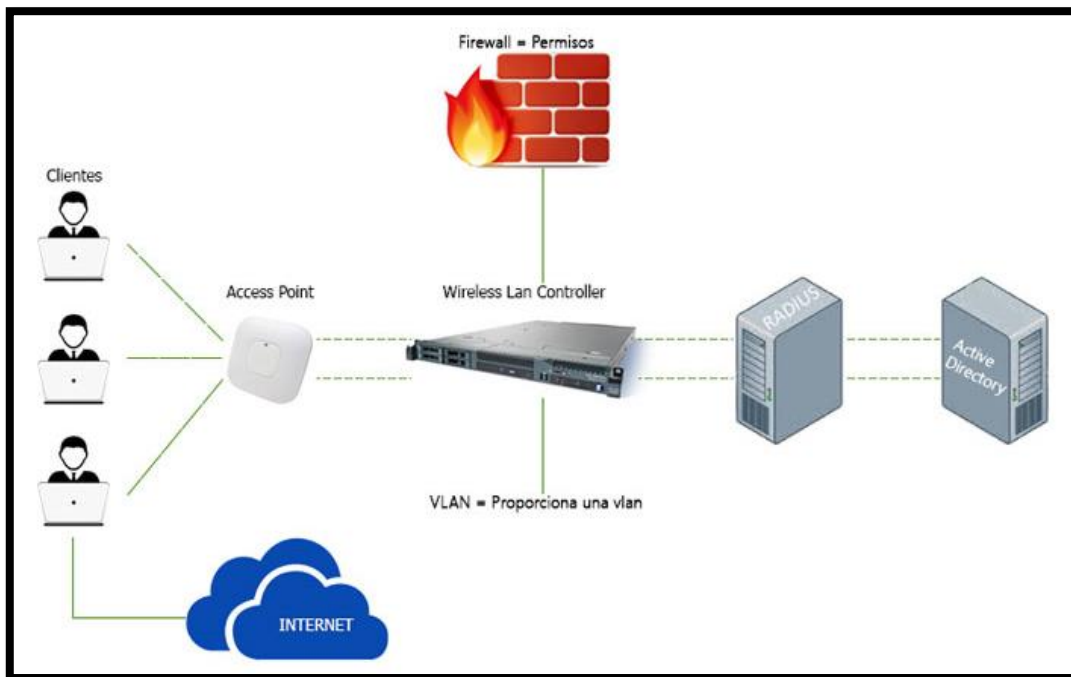 Firewall = Permisos
Clientes
Access Point
Wireless Lan Controller
RADIUS
Active
Directory
VLAN = Proporciona una vlan
INTERNET